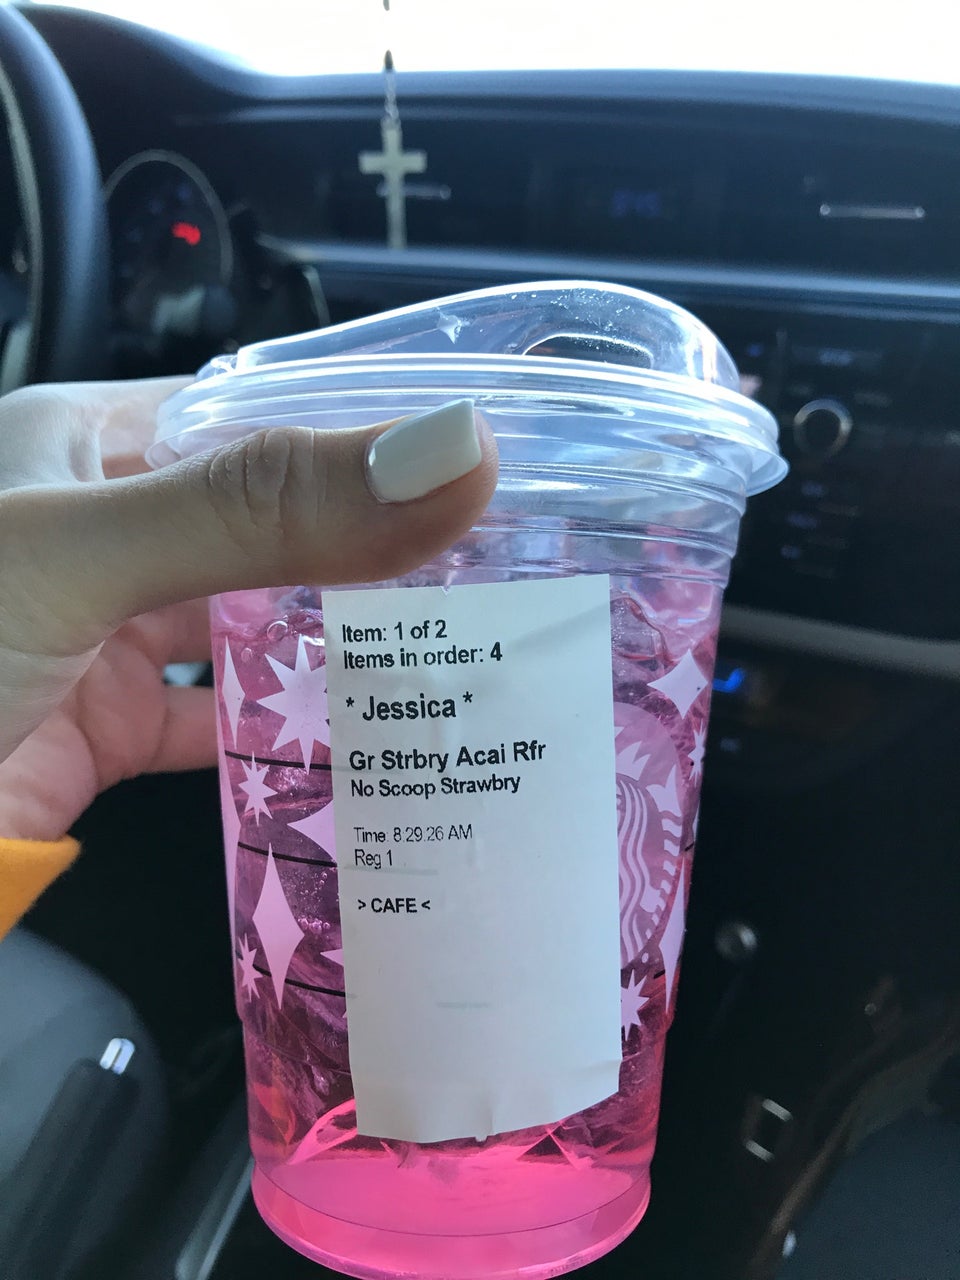 Item: 1 of 2
Items in order: 4
* Jessica *
Gr Strbry Acai Rfr
No Scoop Strawbry
Time: 8:29:26 AM
Reg 1
> CAFE <